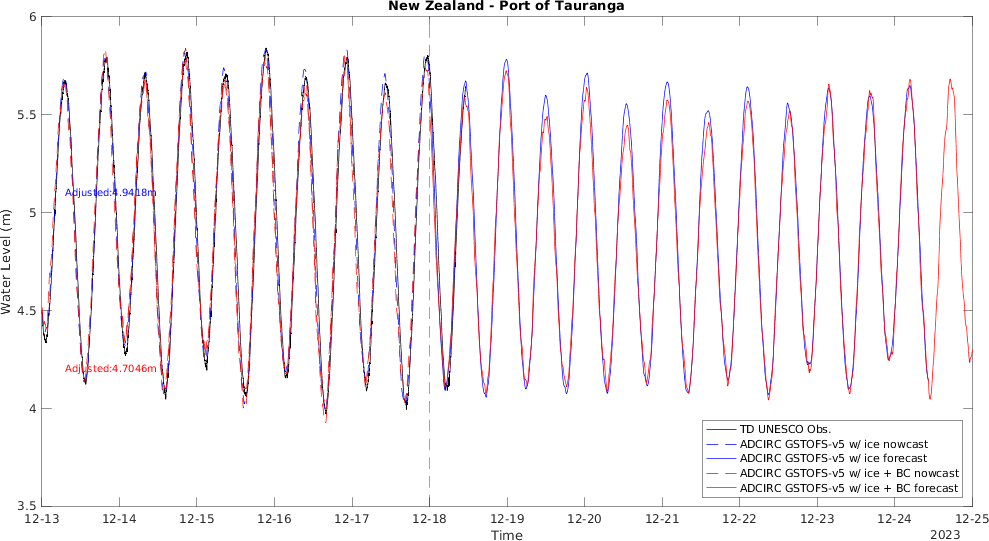 New Zealand - Port of Tauranga
6
5.5
5
4.5
4
3.5
Water Level (m)
Adjusted:4.9418m
Adjusted:4.7046m
TD UNESCO Obs.
ADCIRC GSTOFS-v5 w/ ice nowcast
ADCIRC GSTOFS-v5 w/ ice forecast
ADCIRC GSTOFS-v5 w/ ice + BC nowcast
ADCIRC GSTOFS-v5 w/ ice + BC forecast
12-13 12-14 12-15 12-16 12-17 12-18 12-19 12-20 12-21 12-22 12-23 12-24 12-25
Time
2023